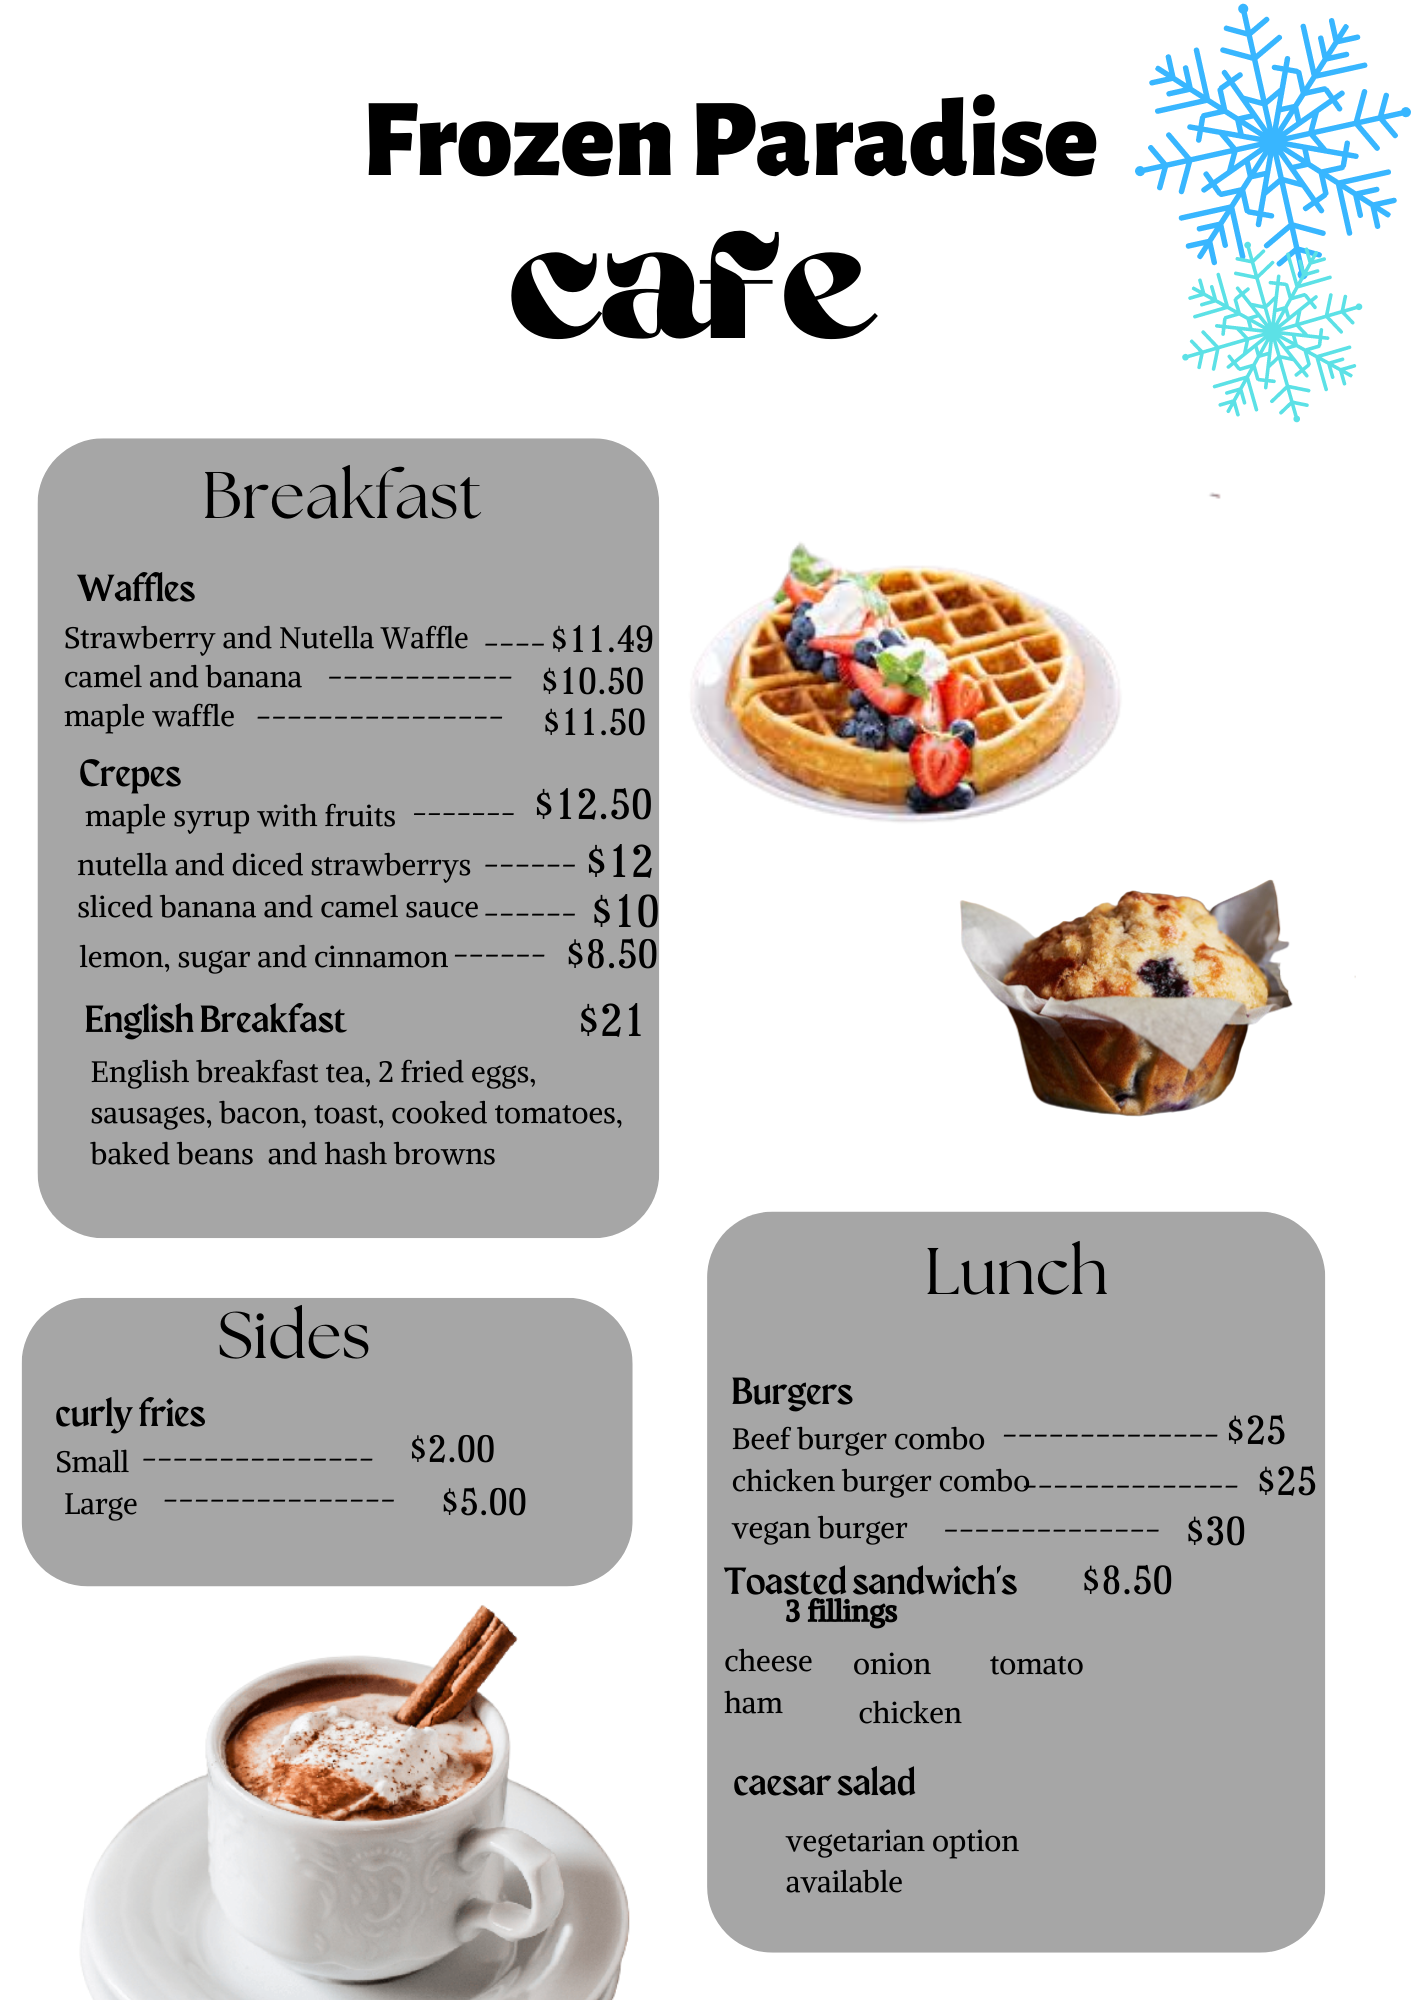 Frozen Paradise
cafe
Breakfast
Waffles
Strawberry and Nutella Waffle ---- $11.49
camel and banana ------------ $10.50
maple waffle ---------------- $11.50
Crepes
maple syrup with fruits ------- $12.50
nutella and diced strawberrys ------ $12
sliced banana and camel sauce ------ $10
lemon, sugar and cinnamon ------ $8.50
English Breakfast $21
English breakfast tea, 2 fried eggs,
sausages, bacon, toast, cooked tomatoes,
baked beans and hash browns
Sides
curly fries
Small --------------- $2.00
Large --------------- $5.00
Lunch
Burgers
Beef burger combo -------------- $25
chicken burger combo -------------- $25
vegan burger -------------- $30
Toasted sandwich's $8.50
3 fillings
cheese onion tomato
ham chicken
caesar salad
vegetarian option
available